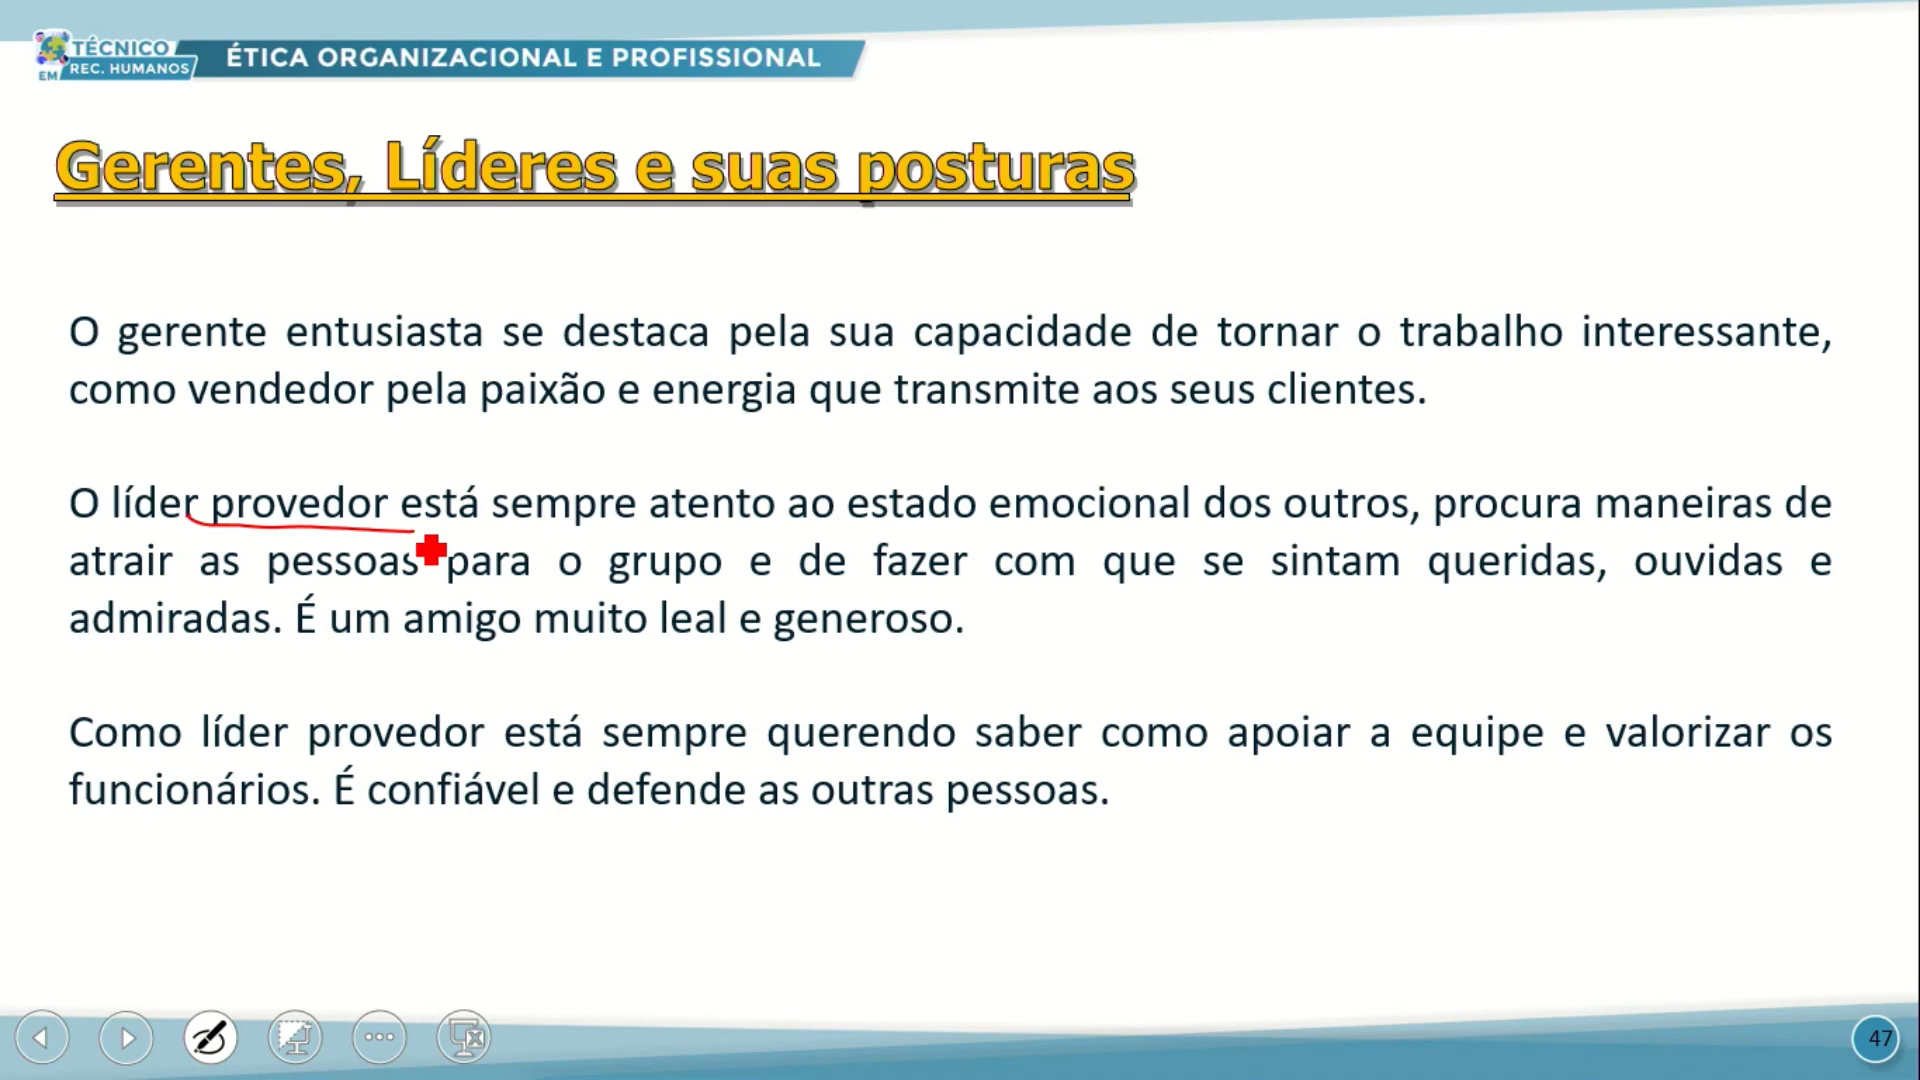 TÉCNICO
EM REC. HUMANOS
ÉTICA ORGANIZACIONAL E PROFISSIONAL
Gerentes, Líderes e suas posturas
O gerente entusiasta se destaca pela sua capacidade de tornar o trabalho interessante,
como vendedor pela paixão e energia que transmite aos seus clientes.
O líder provedor está sempre atento ao estado emocional dos outros, procura maneiras de
atrair as pessoas para o grupo e de fazer com que se sintam queridas, ouvidas e
admiradas. É um amigo muito leal e generoso.
Como líder provedor está sempre querendo saber como apoiar a equipe e valorizar os
funcionários. É confiável e defende as outras pessoas.
47